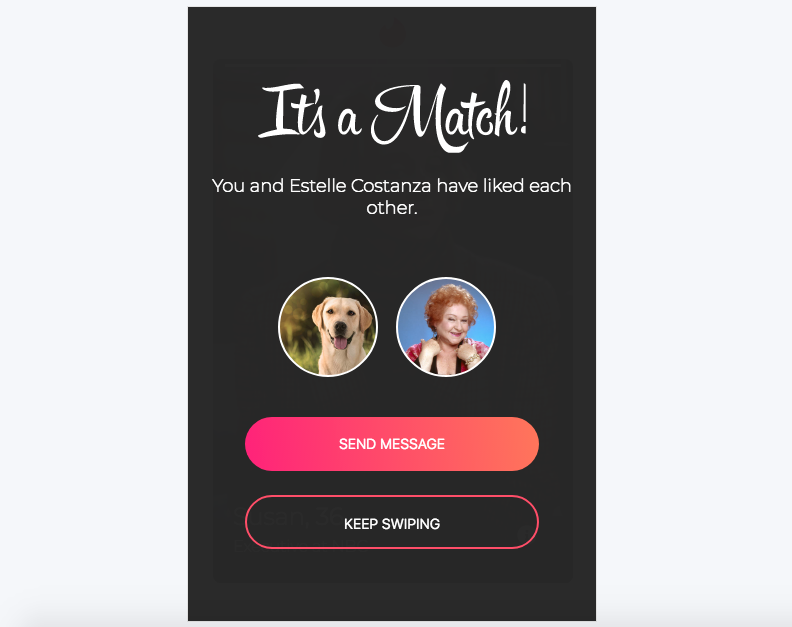 It's a Match!
You and Estelle Costanza have liked each
other.
SEND MESSAGE
KEEP SWIPING